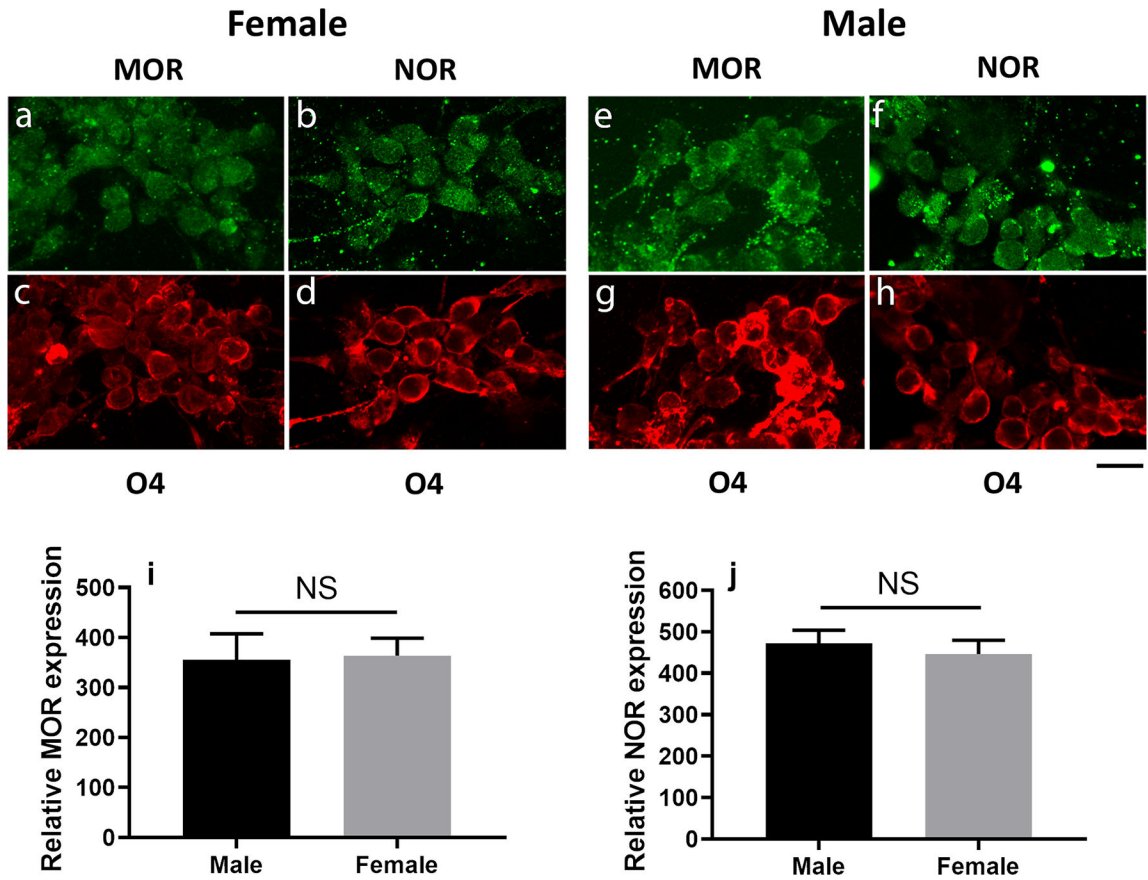 Female Male
MOR NOR MOR NOR
a b e f
c d g h
O4 O4 O4 O4
i j
NS NS
Relative MOR expression
500
400
300
200
100
0
Male Female
Relative NOR expression
600
500
400
300
200
100
0
Male Female